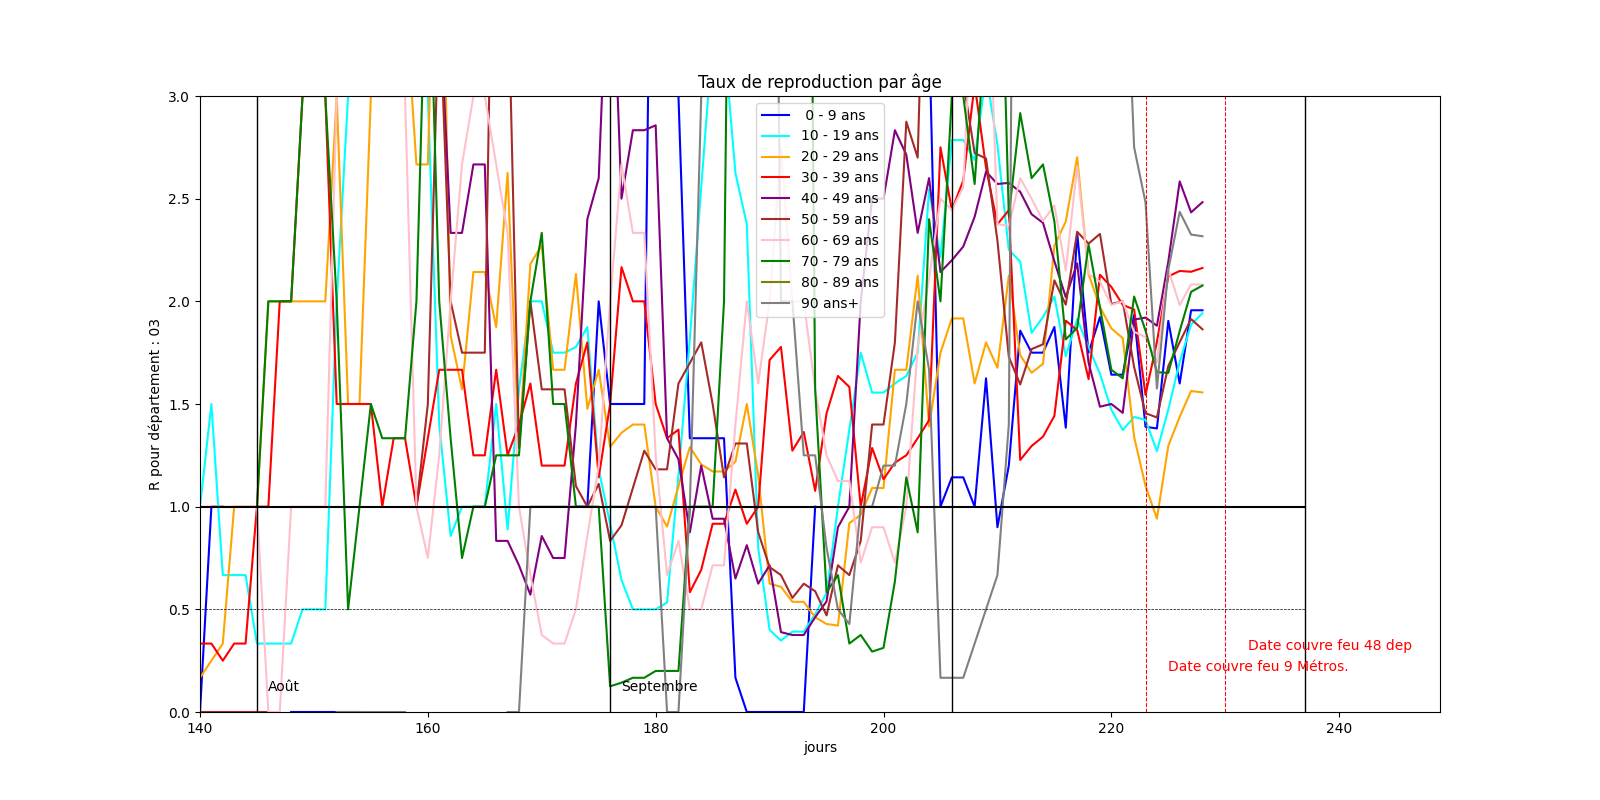 Taux de reproduction par âge
3.0
2.5
2.0
1.5
1.0
0.5
0.0
R pour département : 03
0 - 9 ans
10 - 19 ans
20 - 29 ans
30 - 39 ans
40 - 49 ans
50 - 59 ans
60 - 69 ans
70 - 79 ans
80 - 89 ans
90 ans+
Date couvre feu 48 dep
Date couvre feu 9 Métros.
Août
Septembre
140
160
180
200
220
240
jours